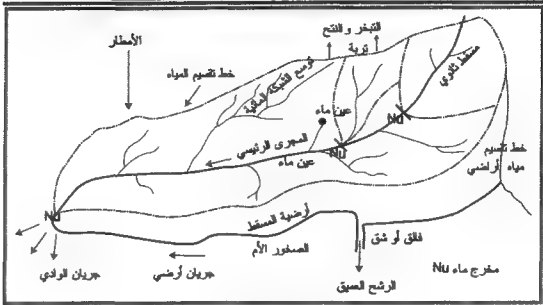 التبخر والنتح
الأمطار
تربة
خط تقسيم المياه
توسع الشبكة المائية
مسقط ثانوي
عين ماء
Nu
Nu
المجرى الرئيسي
عين ماء
خط تقسيم
مياه أراضي
Nu
أرضية المسقط
الصخور الأم
فالق أو شق
جريان الوادي
جريان أرضي
الرشح العميق
مخرج ماء Nu